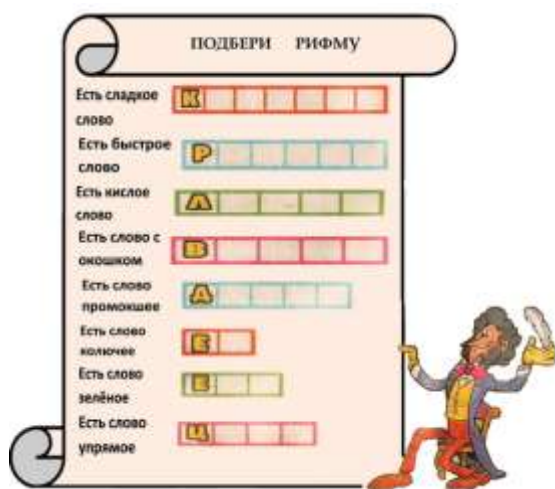 ПОДБЕРИ РИФМУ
Есть сладкое
слово
К
Есть быстрое
слово
Р
Есть кислое
слово
Л
Есть слово с
окошком
В
Есть слово
промокшее
Д
Есть слово
колючее
Ё
Есть слово
зелёное
Е
Есть слово
упрямое
Ц